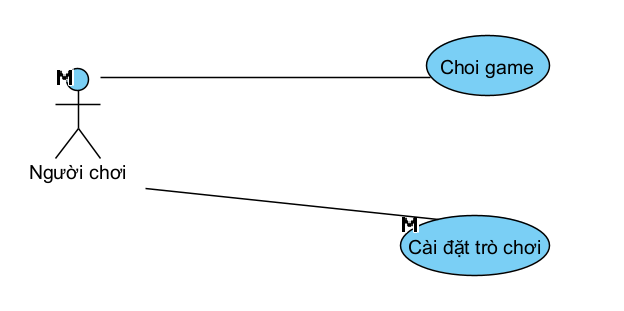 M
Choi game
Người chơi
M
Cài đặt trò chơi